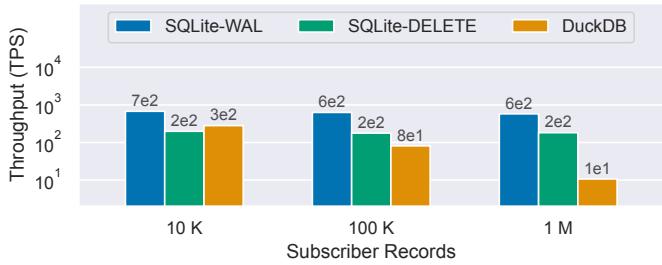 SQLite-WAL SQLite-DELETE DuckDB
Throughput (TPS)
10^4
10^3
10^2
10^1
7e2 2e2 3e2
6e2 2e2 8e1
6e2 2e2 1e1
10 K 100 K 1 M
Subscriber Records